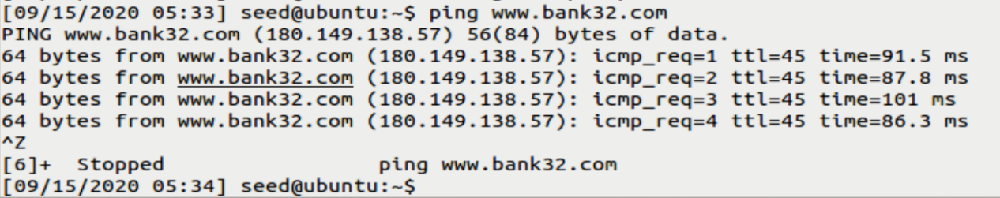 [09/15/2020 05:33] seed@ubuntu:~$ ping www.bank32.com
PING www.bank32.com (180.149.138.57) 56(84) bytes of data.
64 bytes from www.bank32.com (180.149.138.57): icmp_req=1 ttl=45 time=91.5 ms
64 bytes from www.bank32.com (180.149.138.57): icmp_req=2 ttl=45 time=87.8 ms
64 bytes from www.bank32.com (180.149.138.57): icmp_req=3 ttl=45 time=101 ms
64 bytes from www.bank32.com (180.149.138.57): icmp_req=4 ttl=45 time=86.3 ms
^Z
[6]+  Stopped                 ping www.bank32.com
[09/15/2020 05:34] seed@ubuntu:~$